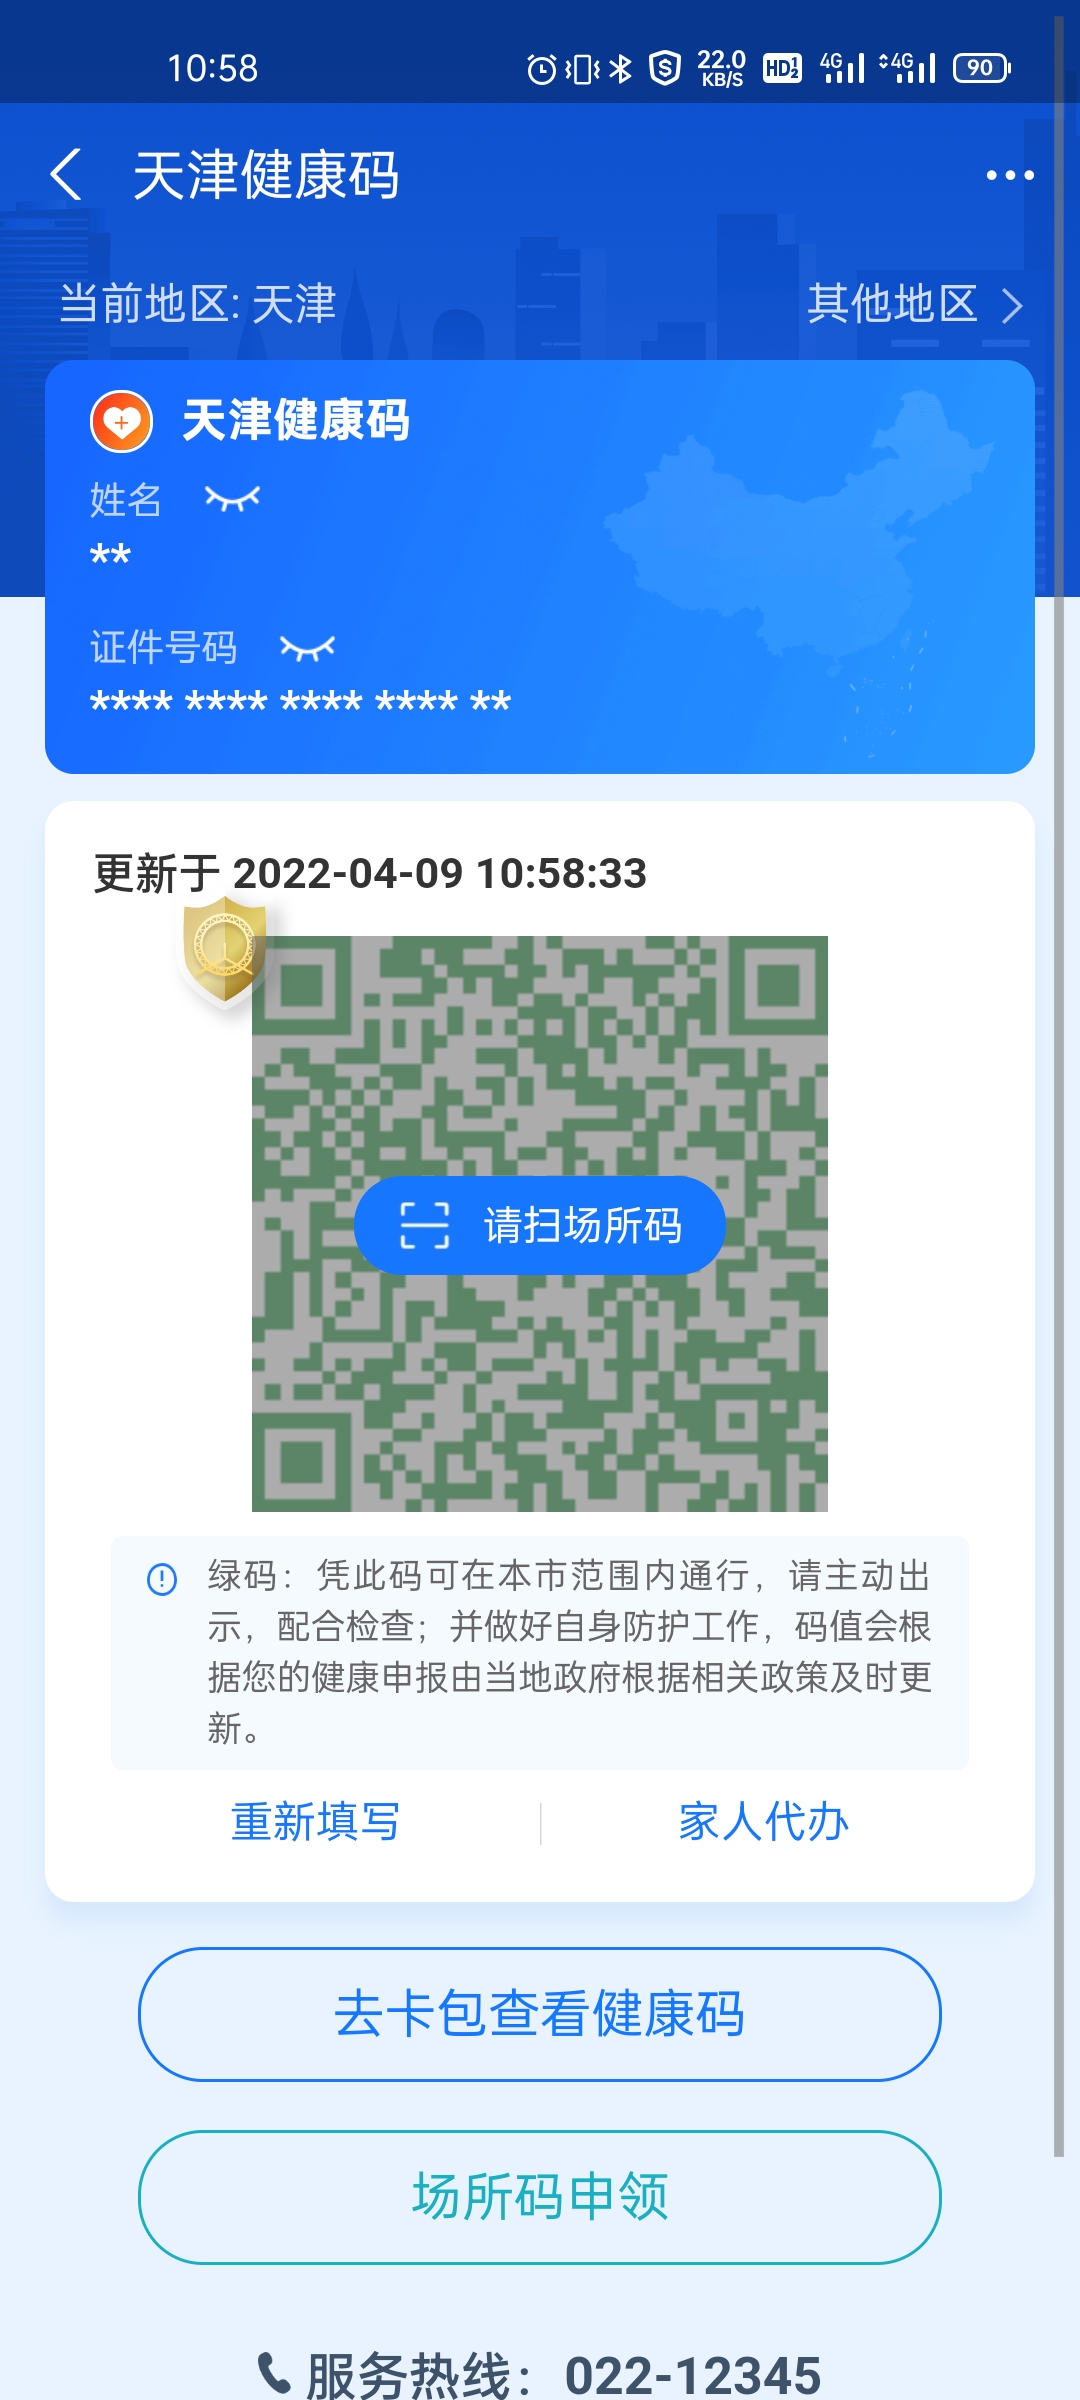 10:58
22.0 KB/S HD 1 2 4G 4G 90
天津健康码
当前地区: 天津
其他地区
天津健康码
姓名
**
证件号码
**** **** **** **** **
更新于 2022-04-09 10:58:33
请扫场所码
绿码：凭此码可在本市范围内通行，请主动出
示，配合检查；并做好自身防护工作，码值会根
据您的健康申报由当地政府根据相关政策及时更
新。
重新填写
家人代办
去卡包查看健康码
场所码申领
服务热线：022-12345